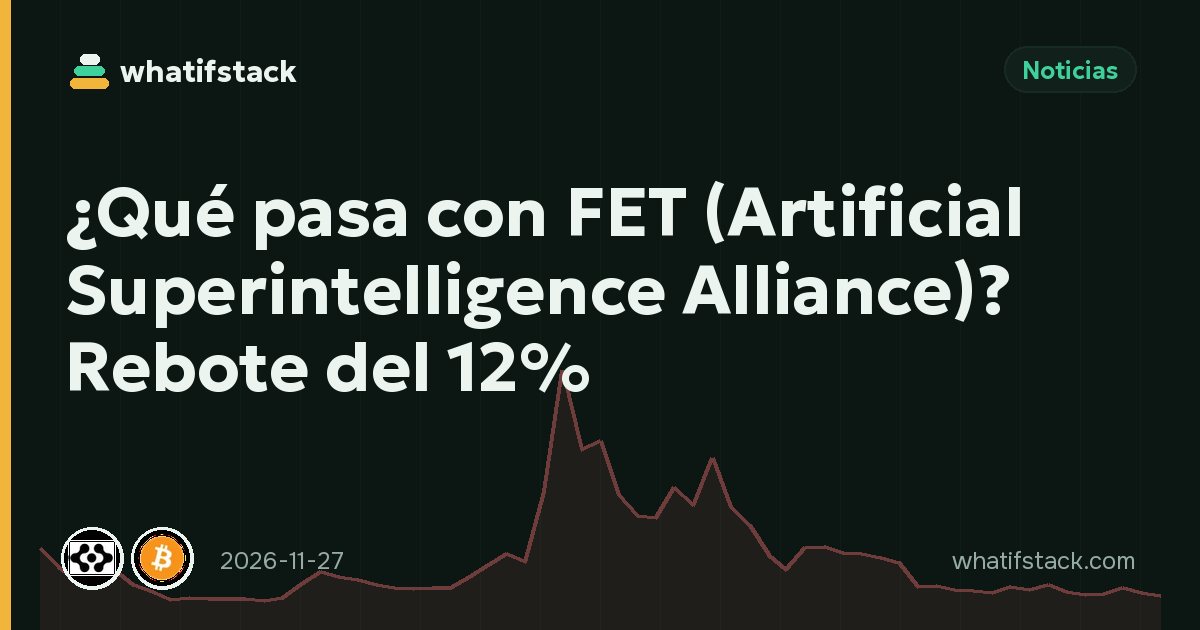 whatifstack
Noticias
¿Qué pasa con FET (Artificial
Superintelligence Alliance)?
Rebote del 12%
2026-11-27
whatifstack.com